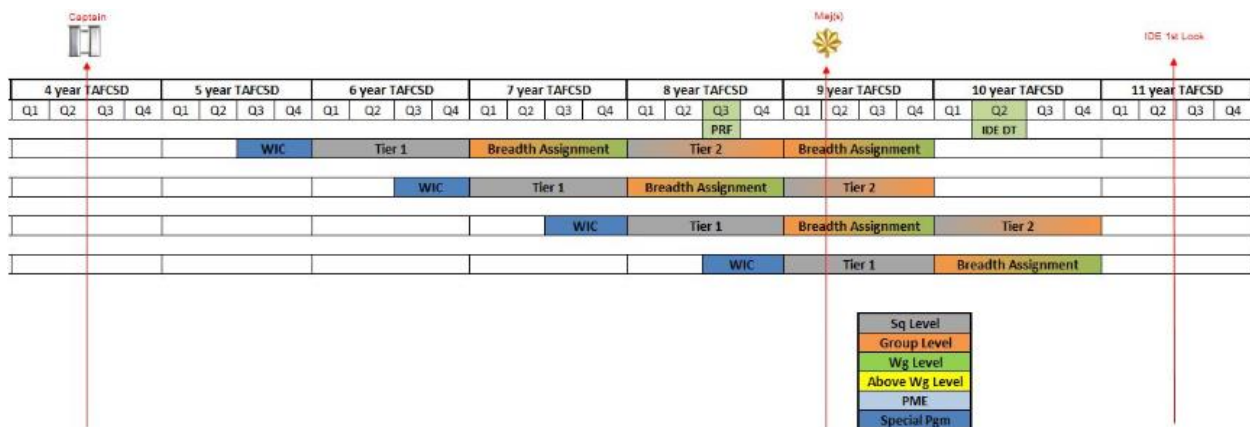 Captain
Maj(s)
IDE 1st Look
4 year TAFCSD 5 year TAFCSD 6 year TAFCSD 7 year TAFCSD 8 year TAFCSD 9 year TAFCSD 10 year TAFCSD 11 year TAFCSD
Q1 Q2 Q3 Q4 Q1 Q2 Q3 Q4 Q1 Q2 Q3 Q4 Q1 Q2 Q3 Q4 Q1 Q2 Q3 Q4 Q1 Q2 Q3 Q4 Q1 Q2 Q3 Q4 Q1 Q2 Q3 Q4
PRF IDE DT
WIC Tier 1 Breadth Assignment Tier 2 Breadth Assignment
WIC Tier 1 Breadth Assignment Tier 2
WIC Tier 1 Breadth Assignment Tier 2
WIC Tier 1 Breadth Assignment
Sq Level
Group Level
Wg Level
Above Wg Level
PME
Special Pgm